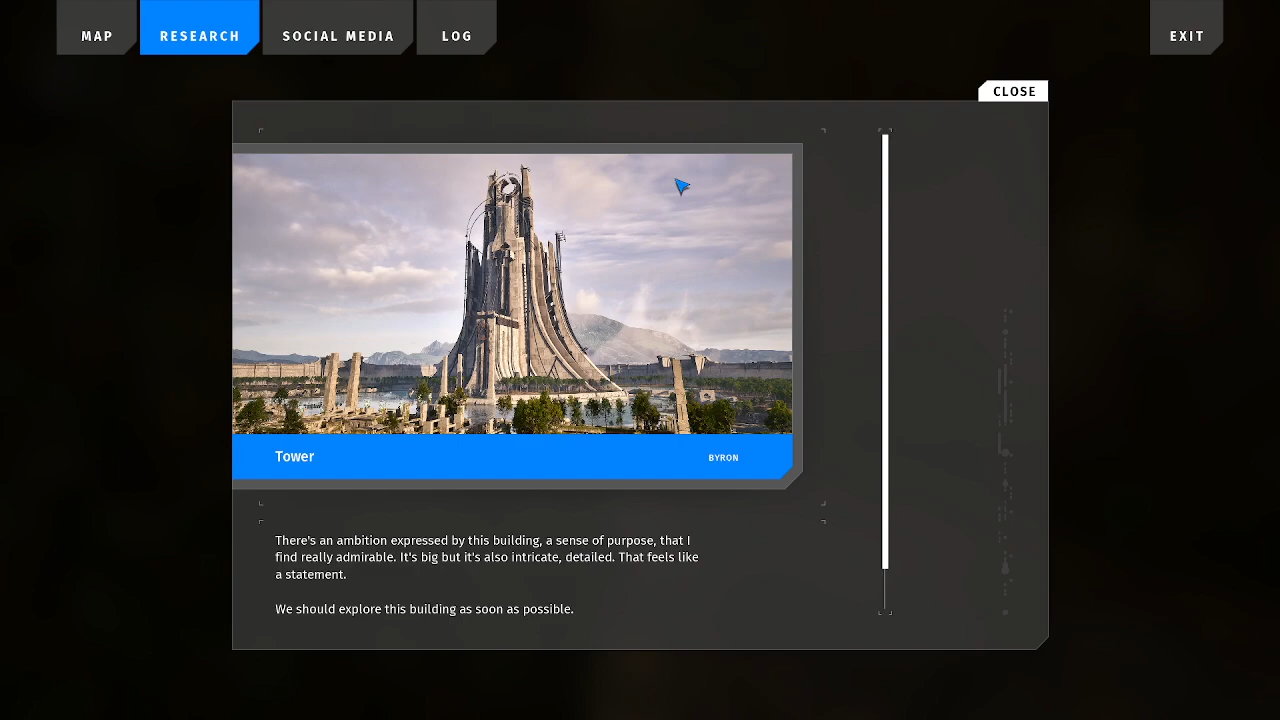 MAP
RESEARCH
SOCIAL MEDIA
LOG
EXIT
CLOSE
Tower
BYRON
There's an ambition expressed by this building, a sense of purpose, that I
find really admirable. It's big but it's also intricate, detailed. That feels like
a statement.
We should explore this building as soon as possible.